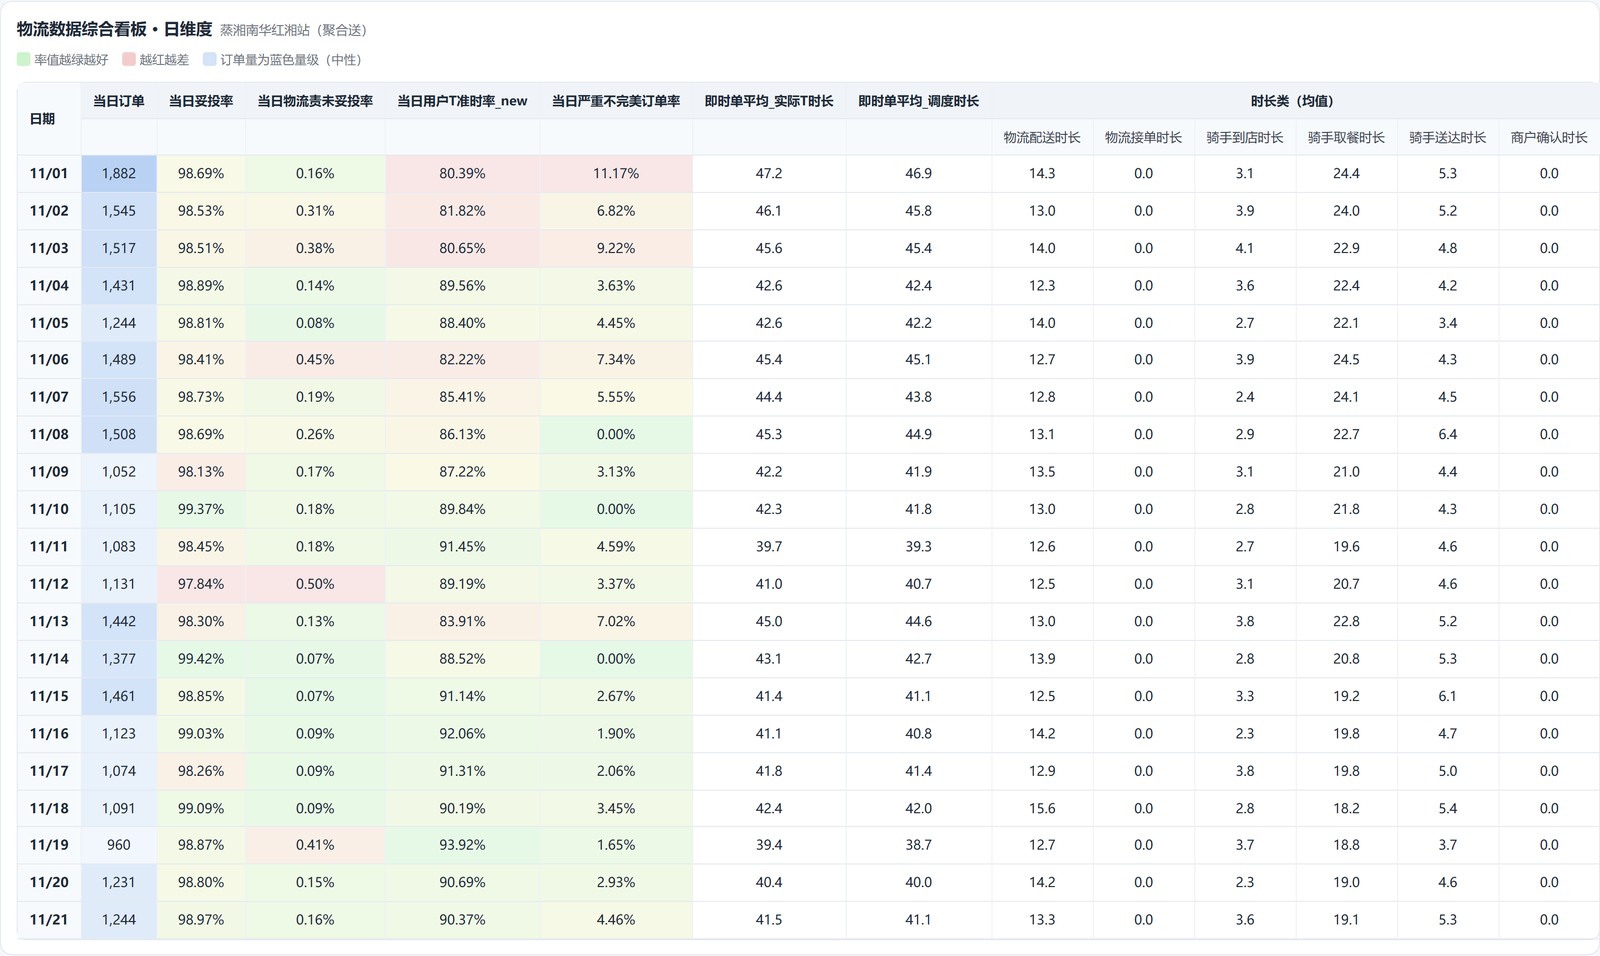 物流数据综合看板 • 日维度 蒸湘南华红湘站（聚合送）
率值越绿越好 越红越差 订单量为蓝色量级（中性）
日期 当日订单 当日妥投率 当日物流责未妥投率 当日用户T准时率_new 当日严重不完美订单率 即时单平均_实际T时长 即时单平均_调度时长 时长类（均值）
物流配送时长 物流接单时长 骑手到店时长 骑手取餐时长 骑手送达时长 商户确认时长
11/01 1,882 98.69% 0.16% 80.39% 11.17% 47.2 46.9 14.3 0.0 3.1 24.4 5.3 0.0
11/02 1,545 98.53% 0.31% 81.82% 6.82% 46.1 45.8 13.0 0.0 3.9 24.0 5.2 0.0
11/03 1,517 98.51% 0.38% 80.65% 9.22% 45.6 45.4 14.0 0.0 4.1 22.9 4.8 0.0
11/04 1,431 98.89% 0.14% 89.56% 3.63% 42.6 42.4 12.3 0.0 3.6 22.4 4.2 0.0
11/05 1,244 98.81% 0.08% 88.40% 4.45% 42.6 42.2 14.0 0.0 2.7 22.1 3.4 0.0
11/06 1,489 98.41% 0.45% 82.22% 7.34% 45.4 45.1 12.7 0.0 3.9 24.5 4.3 0.0
11/07 1,556 98.73% 0.19% 85.41% 5.55% 44.4 43.8 12.8 0.0 2.4 24.1 4.5 0.0
11/08 1,508 98.69% 0.26% 86.13% 0.00% 45.3 44.9 13.1 0.0 2.9 22.7 6.4 0.0
11/09 1,052 98.13% 0.17% 87.22% 3.13% 42.2 41.9 13.5 0.0 3.1 21.0 4.4 0.0
11/10 1,105 99.37% 0.18% 89.84% 0.00% 42.3 41.8 13.0 0.0 2.8 21.8 4.3 0.0
11/11 1,083 98.45% 0.18% 91.45% 4.59% 39.7 39.3 12.6 0.0 2.7 19.6 4.6 0.0
11/12 1,131 97.84% 0.50% 89.19% 3.37% 41.0 40.7 12.5 0.0 3.1 20.7 4.6 0.0
11/13 1,442 98.30% 0.13% 83.91% 7.02% 45.0 44.6 13.0 0.0 3.8 22.8 5.2 0.0
11/14 1,377 99.42% 0.07% 88.52% 0.00% 43.1 42.7 13.9 0.0 2.8 20.8 5.3 0.0
11/15 1,461 98.85% 0.07% 91.14% 2.67% 41.4 41.1 12.5 0.0 3.3 19.2 6.1 0.0
11/16 1,123 99.03% 0.09% 92.06% 1.90% 41.1 40.8 14.2 0.0 2.3 19.8 4.7 0.0
11/17 1,074 98.26% 0.09% 91.31% 2.06% 41.8 41.4 12.9 0.0 3.8 19.8 5.0 0.0
11/18 1,091 99.09% 0.09% 90.19% 3.45% 42.4 42.0 15.6 0.0 2.8 18.2 5.4 0.0
11/19 960 98.87% 0.41% 93.92% 1.65% 39.4 38.7 12.7 0.0 3.7 18.8 3.7 0.0
11/20 1,231 98.80% 0.15% 90.69% 2.93% 40.4 40.0 14.2 0.0 2.3 19.0 4.6 0.0
11/21 1,244 98.97% 0.16% 90.37% 4.46% 41.5 41.1 13.3 0.0 3.6 19.1 5.3 0.0